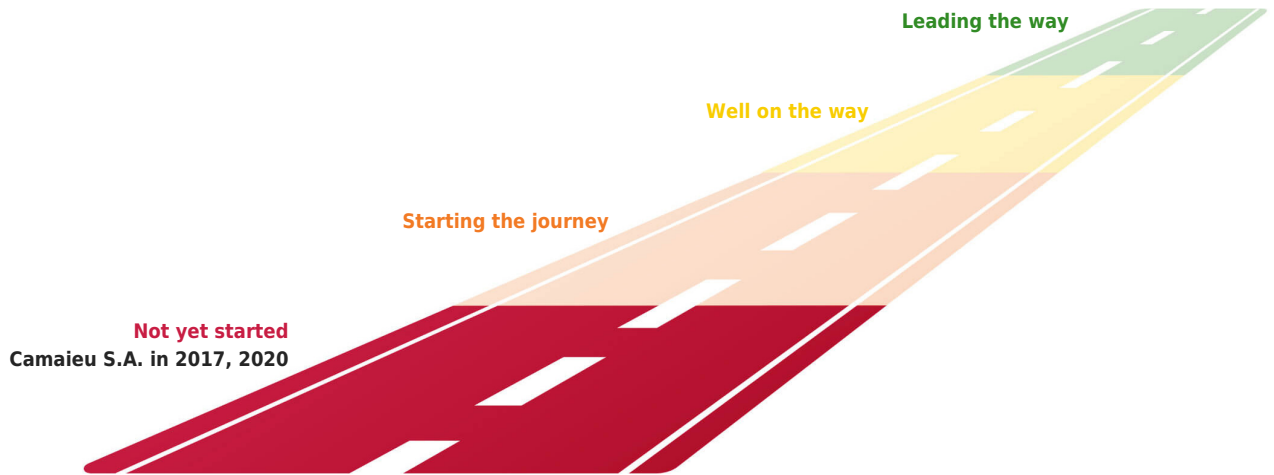 Leading the way
Well on the way
Starting the journey
Not yet started
Camaieu S.A. in 2017, 2020